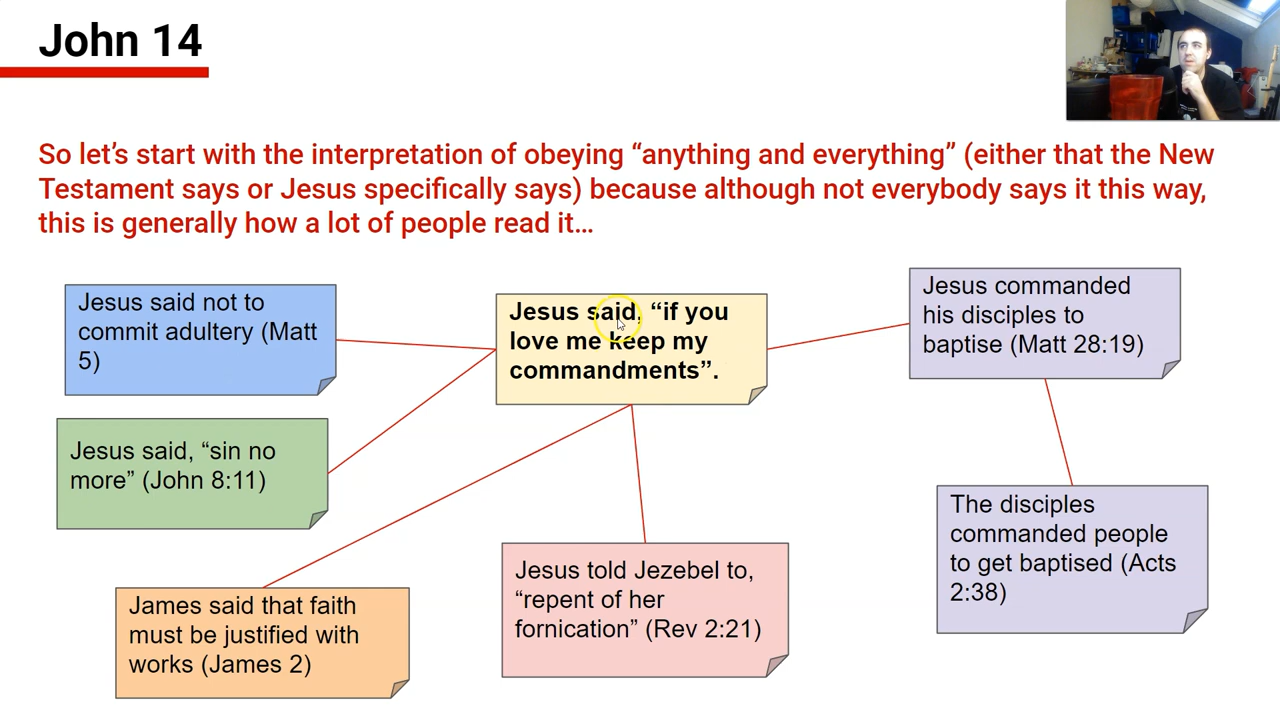 John 14
So let’s start with the interpretation of obeying “anything and everything” (either that the New
Testament says or Jesus specifically says) because although not everybody says it this way,
this is generally how a lot of people read it…
Jesus said not to
commit adultery (Matt
5)
Jesus said, “if you
love me keep my
commandments”.
Jesus commanded
his disciples to
baptise (Matt 28:19)
Jesus said, “sin no
more” (John 8:11)
The disciples
commanded people
to get baptised (Acts
2:38)
Jesus told Jezebel to,
“repent of her
fornication” (Rev 2:21)
James said that faith
must be justified with
works (James 2)